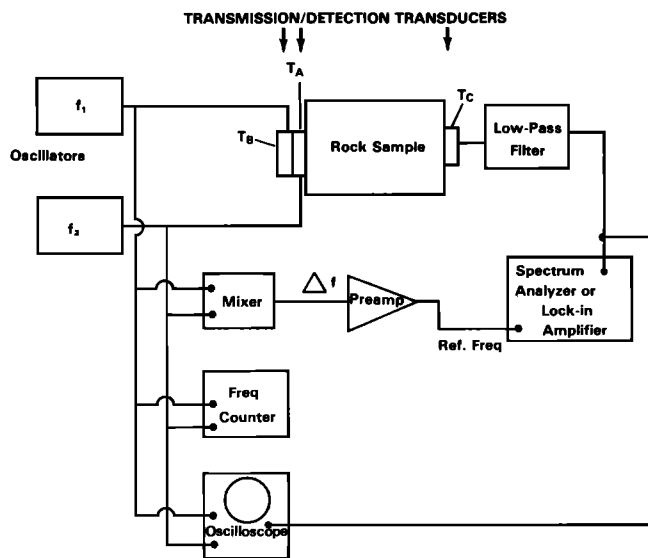 TRANSMISSION/DETECTION TRANSDUCERS
T_A
f₁
T_B
T_C
Rock Sample
Low-Pass
Filter
Oscillators
f₂
Spectrum
Analyzer or
Lock-in
Amplifier
Mixer
△ f
Preamp
Ref. Freq
Freq
Counter
Oscilloscope